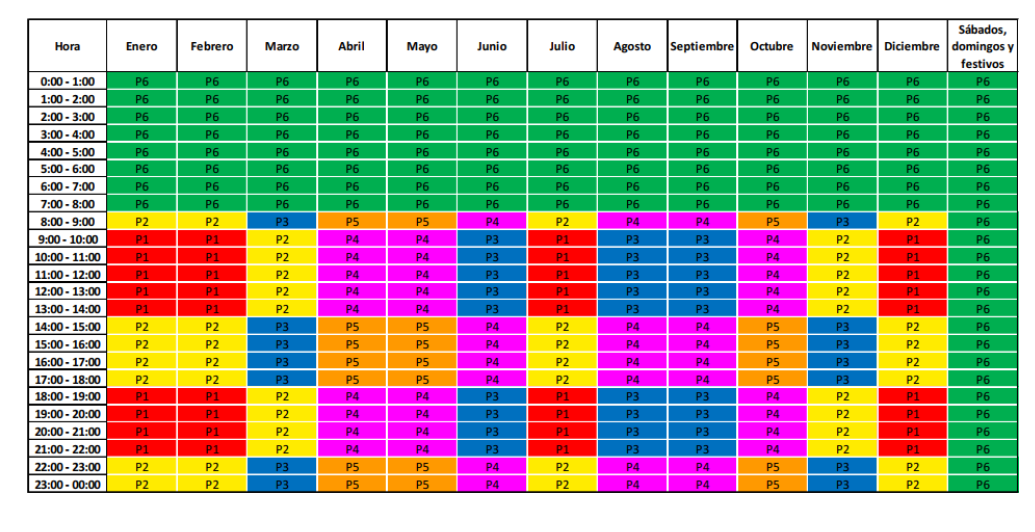 Hora Enero Febrero Marzo Abril Mayo Junio Julio Agosto Septiembre Octubre Noviembre Diciembre Sábados, domingos y festivos
0:00 - 1:00 P6 P6 P6 P6 P6 P6 P6 P6 P6 P6 P6 P6 P6
1:00 - 2:00 P6 P6 P6 P6 P6 P6 P6 P6 P6 P6 P6 P6 P6
2:00 - 3:00 P6 P6 P6 P6 P6 P6 P6 P6 P6 P6 P6 P6 P6
3:00 - 4:00 P6 P6 P6 P6 P6 P6 P6 P6 P6 P6 P6 P6 P6
4:00 - 5:00 P6 P6 P6 P6 P6 P6 P6 P6 P6 P6 P6 P6 P6
5:00 - 6:00 P6 P6 P6 P6 P6 P6 P6 P6 P6 P6 P6 P6 P6
6:00 - 7:00 P6 P6 P6 P6 P6 P6 P6 P6 P6 P6 P6 P6 P6
7:00 - 8:00 P6 P6 P6 P6 P6 P6 P6 P6 P6 P6 P6 P6 P6
8:00 - 9:00 P2 P2 P3 P5 P5 P4 P2 P4 P4 P5 P3 P2 P6
9:00 - 10:00 P1 P1 P2 P4 P4 P3 P1 P3 P3 P4 P2 P1 P6
10:00 - 11:00 P1 P1 P2 P4 P4 P3 P1 P3 P3 P4 P2 P1 P6
11:00 - 12:00 P1 P1 P2 P4 P4 P3 P1 P3 P3 P4 P2 P1 P6
12:00 - 13:00 P1 P1 P2 P4 P4 P3 P1 P3 P3 P4 P2 P1 P6
13:00 - 14:00 P1 P1 P2 P4 P4 P3 P1 P3 P3 P4 P2 P1 P6
14:00 - 15:00 P2 P2 P3 P5 P5 P4 P2 P4 P4 P5 P3 P2 P6
15:00 - 16:00 P2 P2 P3 P5 P5 P4 P2 P4 P4 P5 P3 P2 P6
16:00 - 17:00 P2 P2 P3 P5 P5 P4 P2 P4 P4 P5 P3 P2 P6
17:00 - 18:00 P2 P2 P3 P5 P5 P4 P2 P4 P4 P5 P3 P2 P6
18:00 - 19:00 P1 P1 P2 P4 P4 P3 P1 P3 P3 P4 P2 P1 P6
19:00 - 20:00 P1 P1 P2 P4 P4 P3 P1 P3 P3 P4 P2 P1 P6
20:00 - 21:00 P1 P1 P2 P4 P4 P3 P1 P3 P3 P4 P2 P1 P6
21:00 - 22:00 P1 P1 P2 P4 P4 P3 P1 P3 P3 P4 P2 P1 P6
22:00 - 23:00 P2 P2 P3 P5 P5 P4 P2 P4 P4 P5 P3 P2 P6
23:00 - 00:00 P2 P2 P3 P5 P5 P4 P2 P4 P4 P5 P3 P2 P6